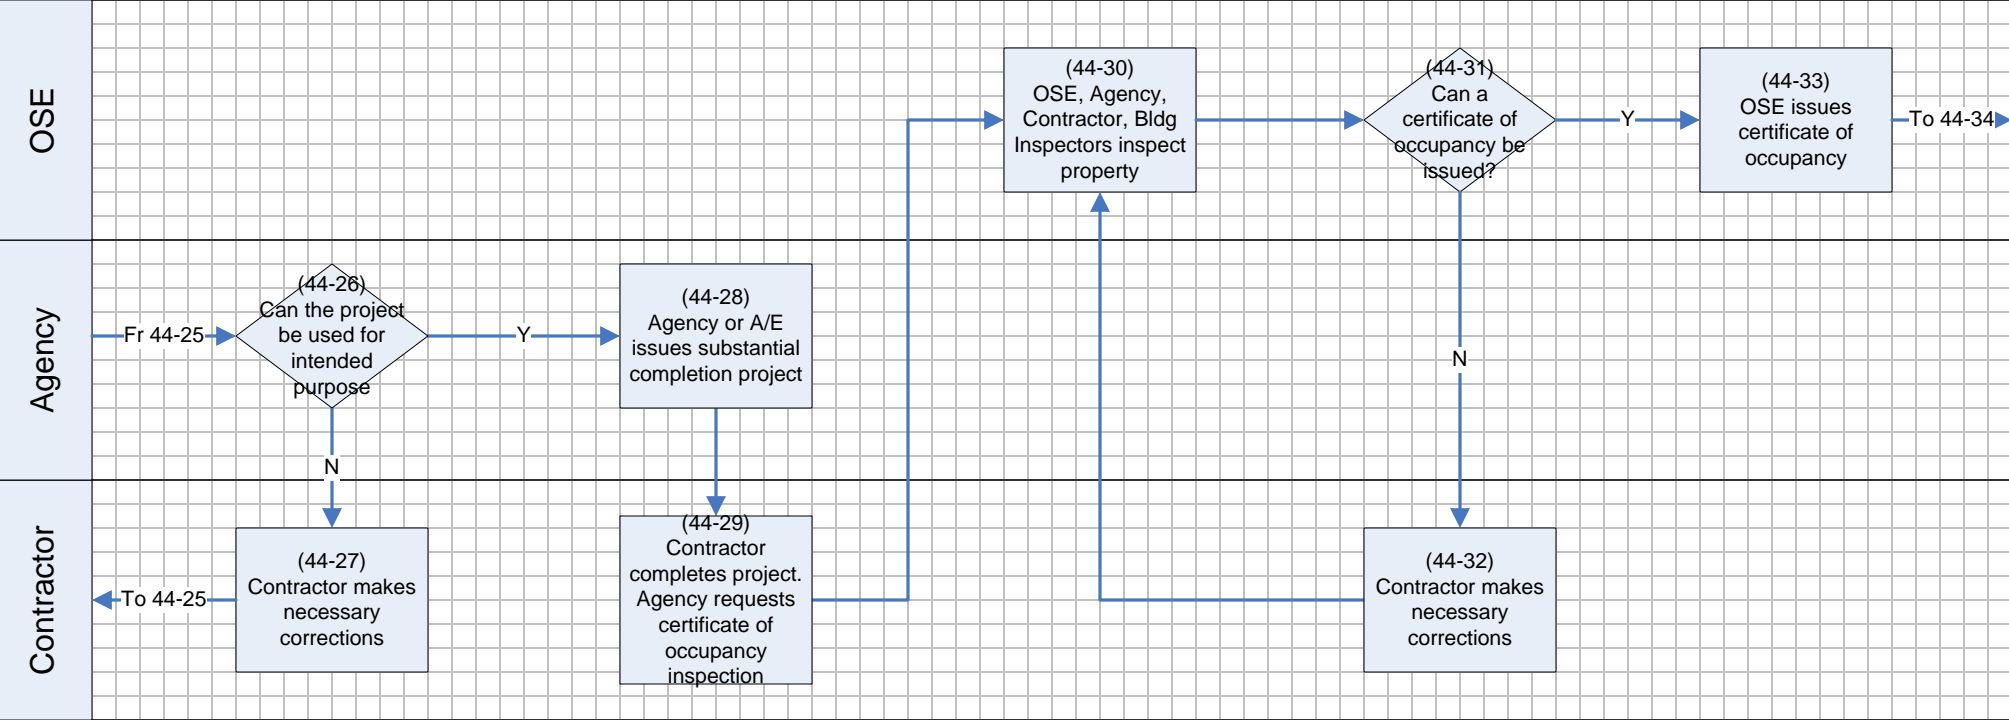 OSE
(44-30)
OSE, Agency,
Contractor, Bldg
Inspectors inspect
property
(44-31)
Can a
certificate of
occupancy be
issued?
Y
(44-33)
OSE issues
certificate of
occupancy
To 44-34
Agency
Fr 44-25
(44-26)
Can the project
be used for
intended
purpose
Y
(44-28)
Agency or A/E
issues substantial
completion project
N
N
Contractor
To 44-25
(44-27)
Contractor makes
necessary
corrections
(44-29)
Contractor
completes project.
Agency requests
certificate of
occupancy
inspection
(44-32)
Contractor makes
necessary
corrections